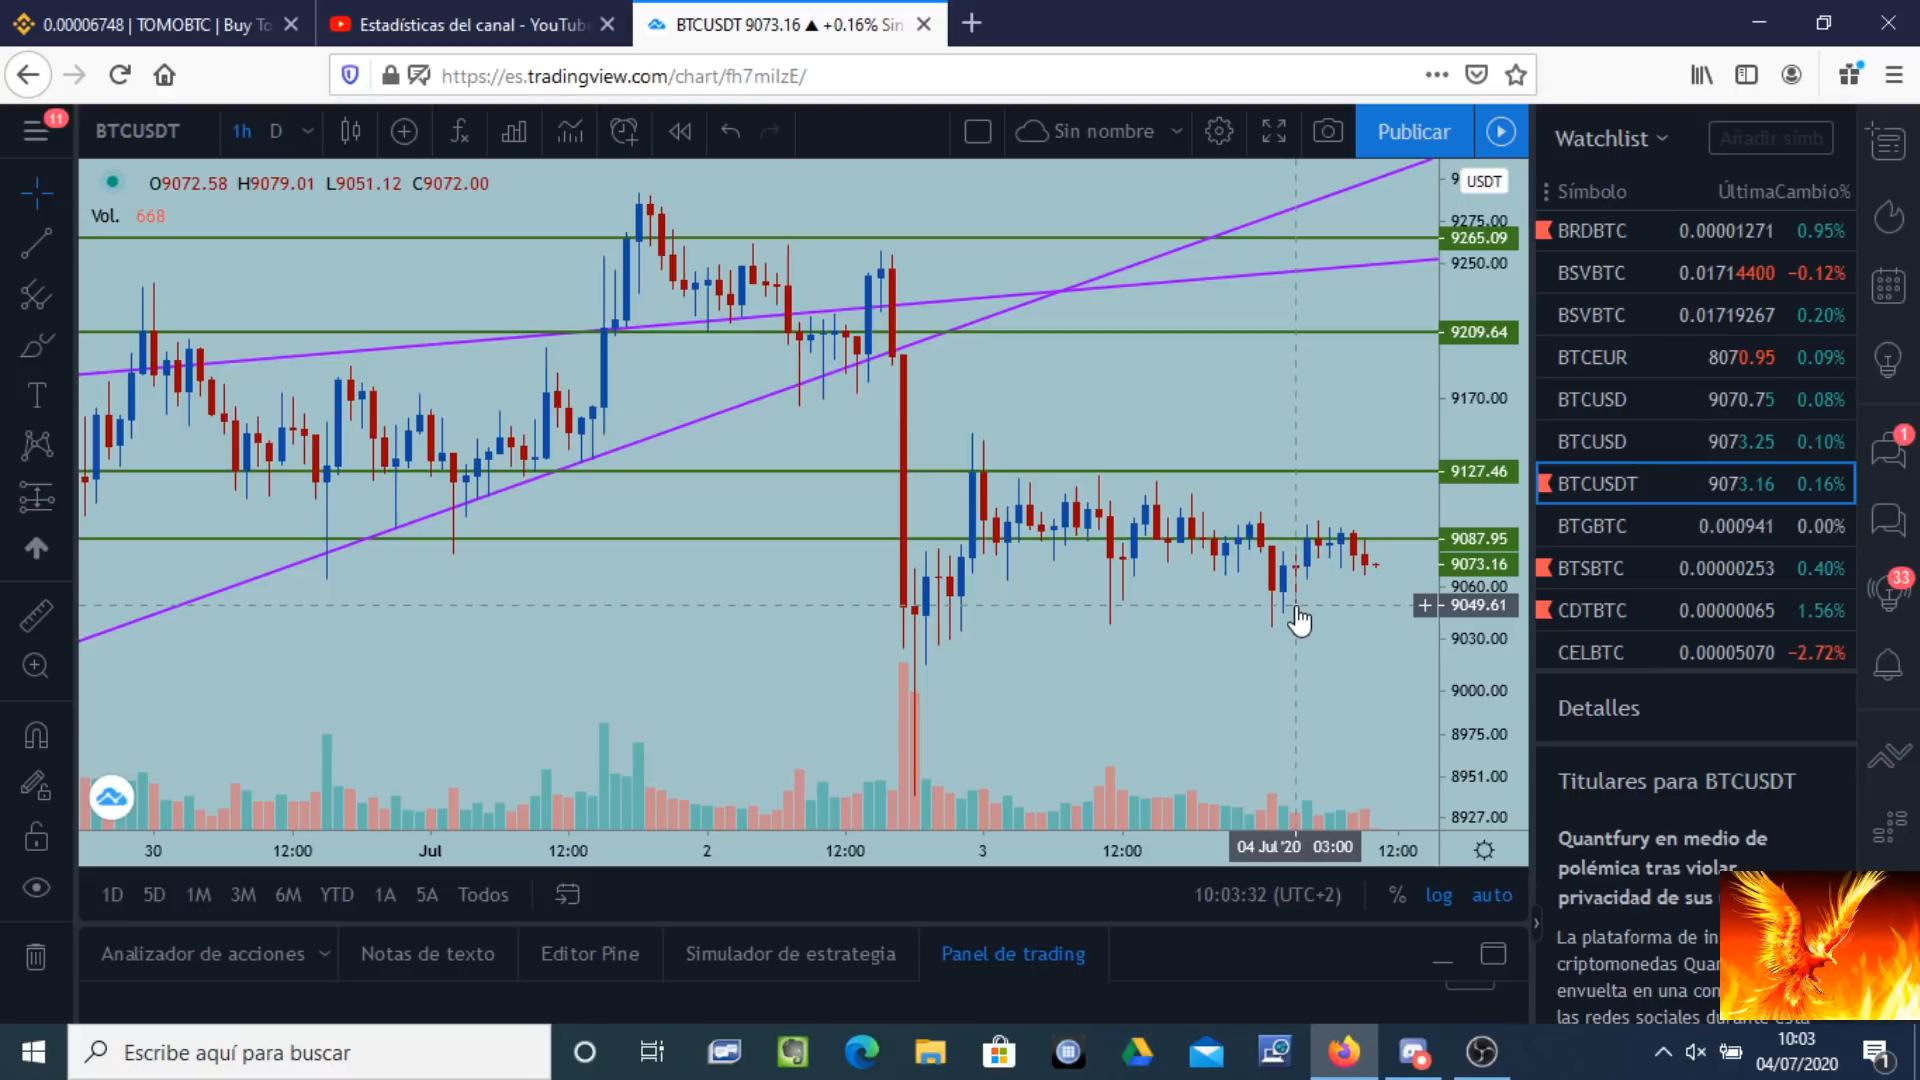 0.00006748 | TOMOBTC | Buy To
Estadísticas del canal - YouTub
BTCUSDT 9073.16 ▲ +0.16% Sin
https://es.tradingview.com/chart/fh7miIzE/
11
BTCUSDT
1h D
Sin nombre
Publicar
O9072.58 H9079.01 L9051.12 C9072.00
Vol. 668
USDT
9275.00
9265.09
9250.00
9209.64
9170.00
9127.46
9087.95
9073.16
9060.00
9049.61
9030.00
9000.00
8975.00
8951.00
8927.00
30 12:00 Jul 12:00 2 12:00 3 12:00 04 Jul '20 03:00 12:00
1D 5D 1M 3M 6M YTD 1A 5A Todos
10:03:32 (UTC+2) % log auto
Analizador de acciones Notas de texto Editor Pine Simulador de estrategia Panel de trading
Watchlist
Añadir símb
Símbolo Última Cambio%
BRDBTC 0.00001271 0.95%
BSVBTC 0.01714400 −0.12%
BSVBTC 0.01719267 0.20%
BTCEUR 8070.95 0.09%
BTCUSD 9070.75 0.08%
BTCUSD 9073.25 0.10%
BTCUSDT 9073.16 0.16%
BTGBTC 0.000941 0.00%
BTSBTC 0.00000253 0.40%
CDTBTC 0.00000065 1.56%
CELBTC 0.00005070 −2.72%
Detalles
Titulares para BTCUSDT
Quantfury en medio de
polémica tras violar
privacidad de sus
La plataforma de in
criptomonedas Quan
envuelta en una con
las redes sociales durante esta
1
33
Escribe aquí para buscar
10:03
04/07/2020
1